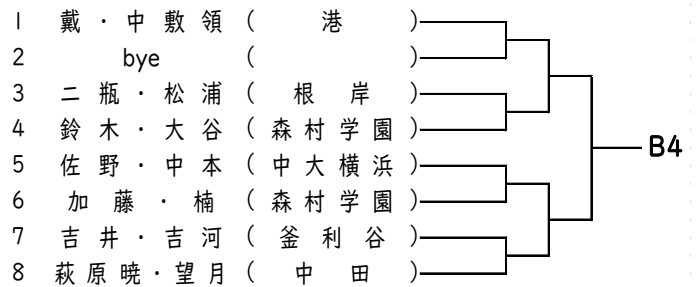 1 戴・中敷領 ( 港 )
2 bye ( )
3 二瓶・松浦 ( 根岸 )
4 鈴木・大谷 ( 森村学園 )
5 佐野・中本 ( 中大横浜 )
6 加藤・楠 ( 森村学園 )
7 吉井・吉河 ( 釜利谷 )
8 萩原暁・望月 ( 中田 )
B4